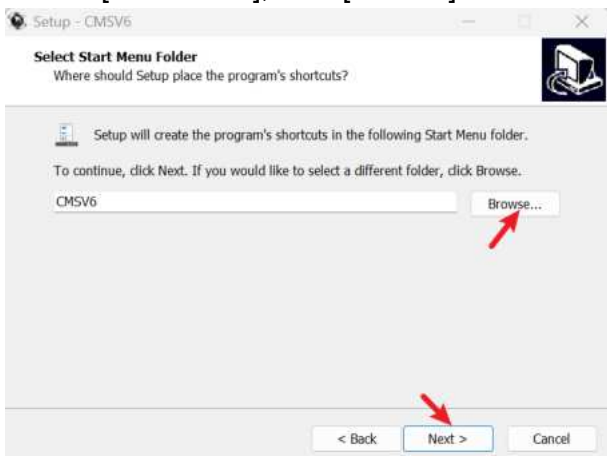 Setup - CMSV6
Select Start Menu Folder
Where should Setup place the program's shortcuts?
Setup will create the program's shortcuts in the following Start Menu folder.
To continue, click Next. If you would like to select a different folder, click Browse.
CMSV6
Browse...
< Back
Next >
Cancel